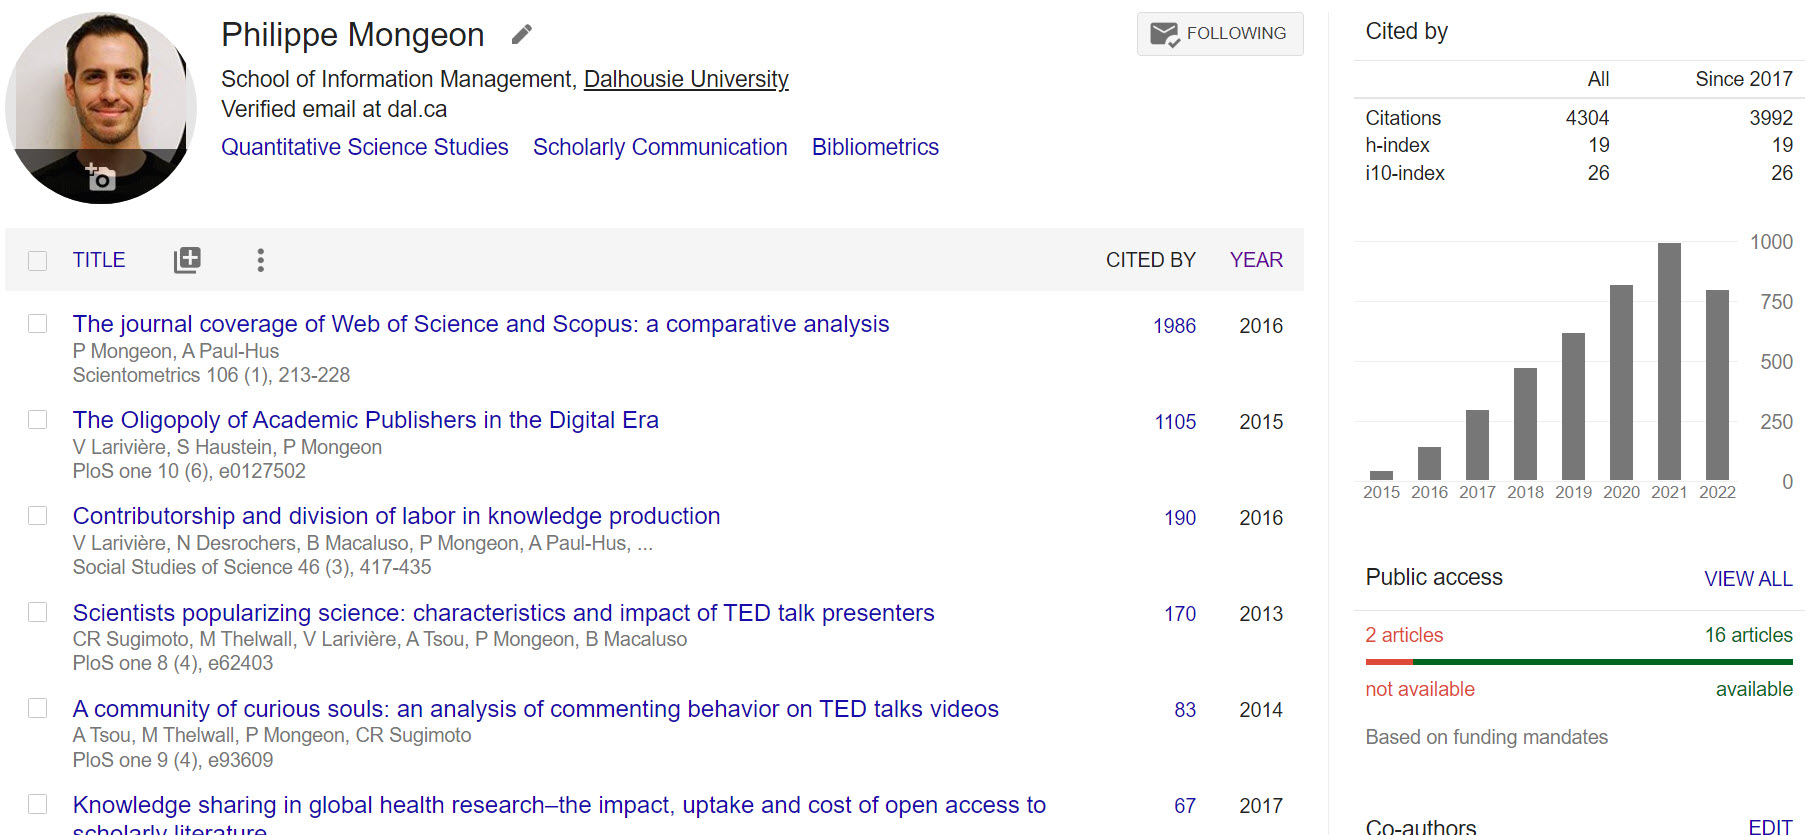 Philippe Mongeon
FOLLOWING
School of Information Management, Dalhousie University
Verified email at dal.ca
Quantitative Science Studies Scholarly Communication Bibliometrics
TITLE CITED BY YEAR
The journal coverage of Web of Science and Scopus: a comparative analysis 1986 2016
P Mongeon, A Paul-Hus
Scientometrics 106 (1), 213-228
The Oligopoly of Academic Publishers in the Digital Era 1105 2015
V Larivière, S Haustein, P Mongeon
PloS one 10 (6), e0127502
Contributorship and division of labor in knowledge production 190 2016
V Larivière, N Desrochers, B Macaluso, P Mongeon, A Paul-Hus, ...
Social Studies of Science 46 (3), 417-435
Scientists popularizing science: characteristics and impact of TED talk presenters 170 2013
CR Sugimoto, M Thelwall, V Larivière, A Tsou, P Mongeon, B Macaluso
PloS one 8 (4), e62403
A community of curious souls: an analysis of commenting behavior on TED talks videos 83 2014
A Tsou, M Thelwall, P Mongeon, CR Sugimoto
PloS one 9 (4), e93609
Knowledge sharing in global health research–the impact, uptake and cost of open access to 67 2017
scholarly literature
Cited by
All Since 2017
Citations 4304 3992
h-index 19 19
i10-index 26 26
1000
750
500
250
0
2015 2016 2017 2018 2019 2020 2021 2022
Public access VIEW ALL
2 articles 16 articles
not available available
Based on funding mandates
Co-authors EDIT